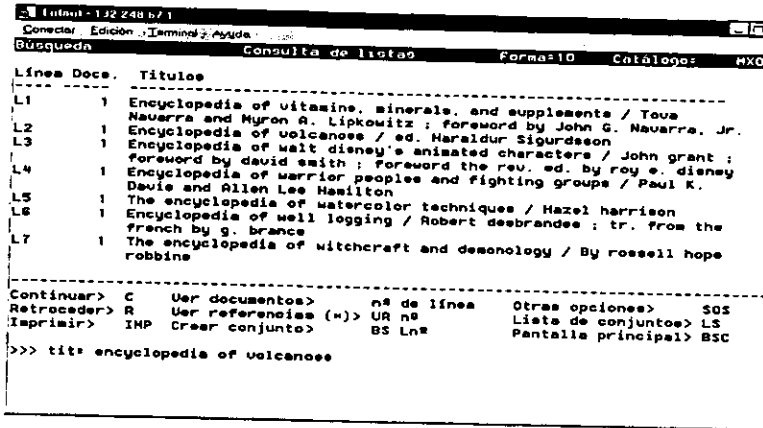 Telnet - 132.248.67.1
Conectar Edición Terminal Ayuda
Búsqueda Consulta de listas Forma=10 Catálogo: MX0
Línea Docs. Títulos
L1 1 Encyclopedia of vitamins, minerals, and supplements / Tova
Navarra and Myron A. Lipkowitz ; foreword by John G. Navarra, Jr.
L2 1 Encyclopedia of volcanoes / ed. Haraldur Sigurdsson
L3 1 Encyclopedia of walt disney's animated characters / John grant ;
foreword by david smith ; foreword the rev. ed. by roy e. disney
L4 1 Encyclopedia of warrior peoples and fighting groups / Paul K.
Davis and Allen Lee Hamilton
L5 1 The encyclopedia of watercolor techniques / Hazel harrison
L6 1 Encyclopedia of well logging / Robert desbrandes ; tr. from the
french by g. brance
L7 1 The encyclopedia of witchcraft and demonology / By rossell hope
robbins
Continuar> C Ver documentos> nº de línea Otras opciones> SOS
Retroceder> R Ver referencias (*)> VR nº Lista de conjuntos> LS
Imprimir> IMP Crear conjunto> BS Lnº Pantalla principal> BSC
>>> tit: encyclopedia of volcanoes